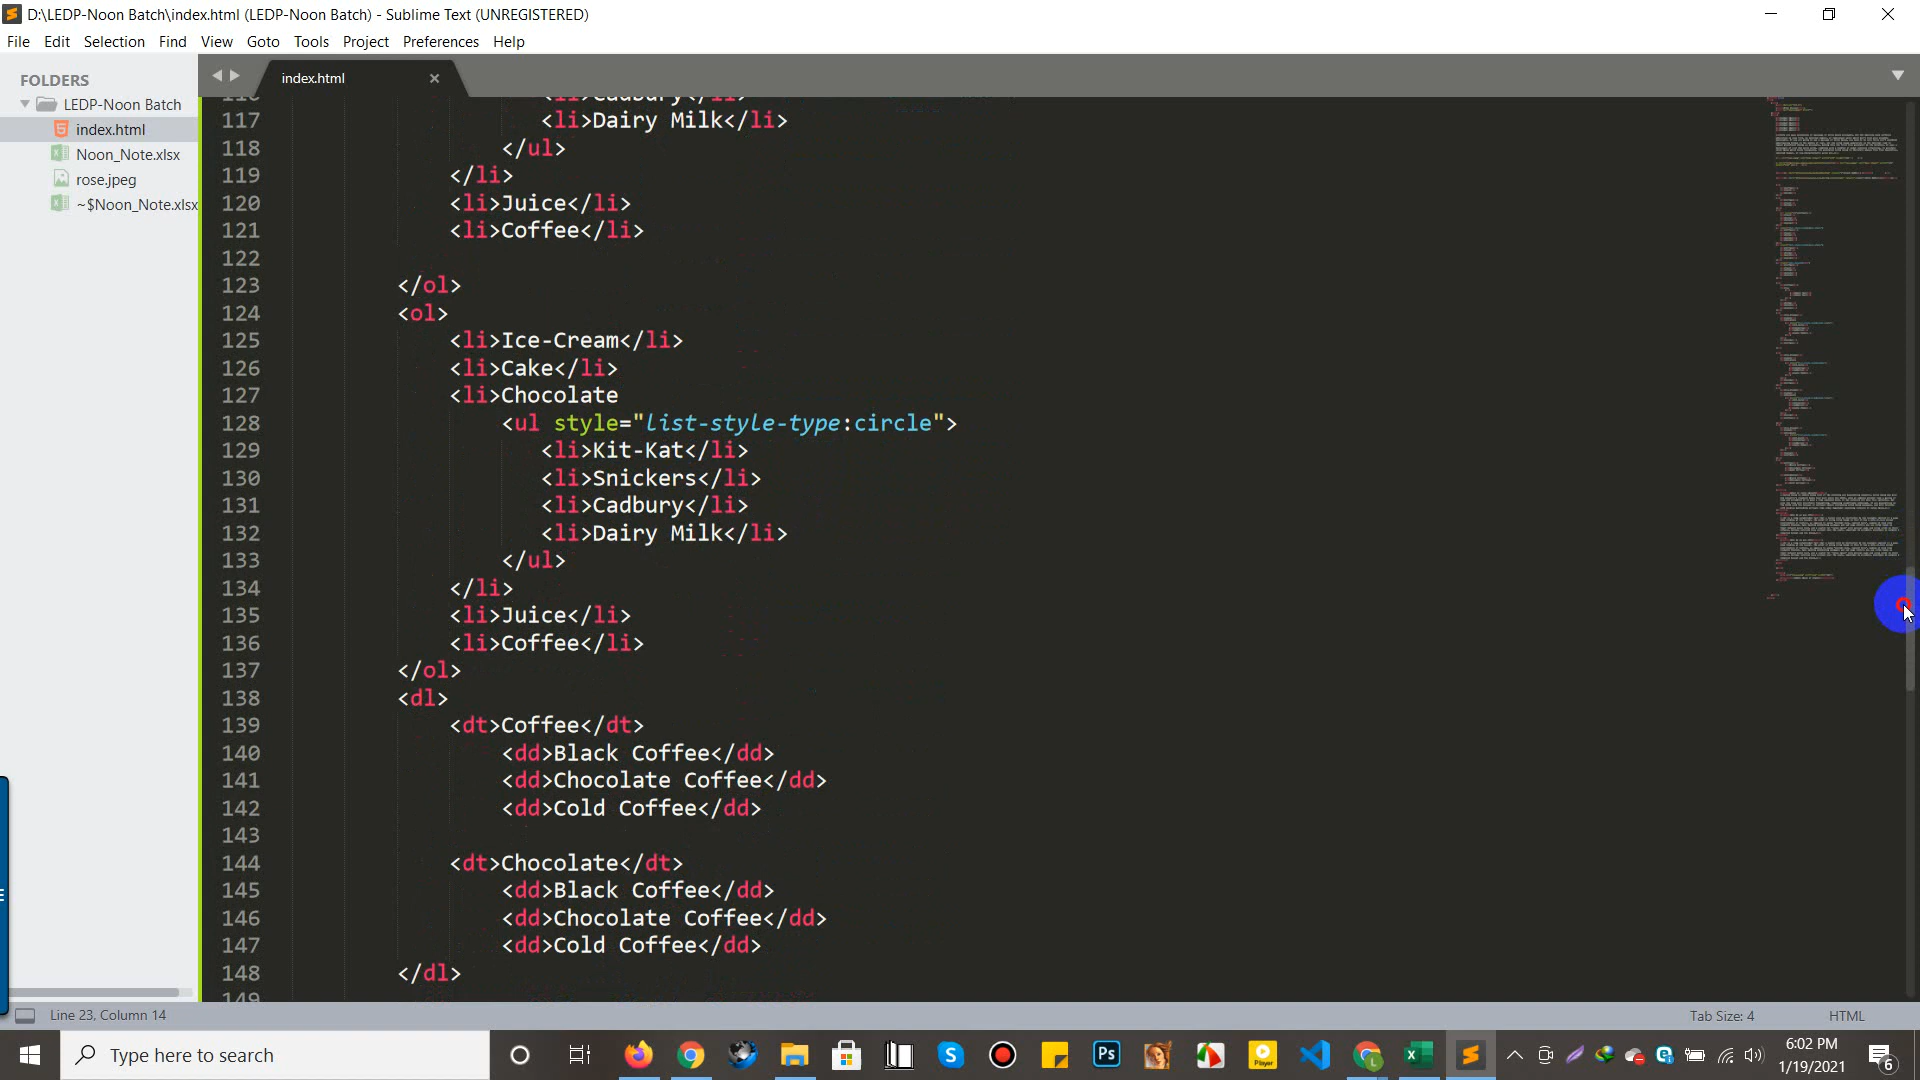 D:\LEDP-Noon Batch\index.html (LEDP-Noon Batch) - Sublime Text (UNREGISTERED)
File Edit Selection Find View Goto Tools Project Preferences Help
FOLDERS
LEDP-Noon Batch
index.html
Noon_Note.xlsx
rose.jpeg
~$Noon_Note.xlsx
index.html
116 <li>Cadbury</li>
117 <li>Dairy Milk</li>
118 </ul>
119 </li>
120 <li>Juice</li>
121 <li>Coffee</li>
122
123 </ol>
124 <ol>
125 <li>Ice-Cream</li>
126 <li>Cake</li>
127 <li>Chocolate
128 <ul style="list-style-type:circle">
129 <li>Kit-Kat</li>
130 <li>Snickers</li>
131 <li>Cadbury</li>
132 <li>Dairy Milk</li>
133 </ul>
134 </li>
135 <li>Juice</li>
136 <li>Coffee</li>
137 </ol>
138 <dl>
139 <dt>Coffee</dt>
140 <dd>Black Coffee</dd>
141 <dd>Chocolate Coffee</dd>
142 <dd>Cold Coffee</dd>
143
144 <dt>Chocolate</dt>
145 <dd>Black Coffee</dd>
146 <dd>Chocolate Coffee</dd>
147 <dd>Cold Coffee</dd>
148 </dl>
149
Line 23, Column 14
Tab Size: 4
HTML
Type here to search
Ps
Player
6:02 PM
1/19/2021
6